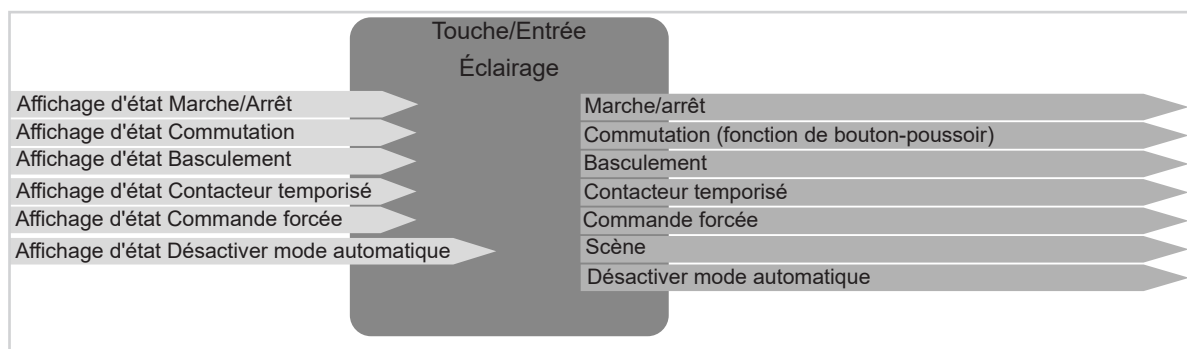 Touche/Entrée
Éclairage
Affichage d'état Marche/Arrêt
Affichage d'état Commutation
Affichage d'état Basculement
Affichage d'état Contacteur temporisé
Affichage d'état Commande forcée
Affichage d'état Désactiver mode automatique
Marche/arrêt
Commutation (fonction de bouton-poussoir)
Basculement
Contacteur temporisé
Commande forcée
Scène
Désactiver mode automatique